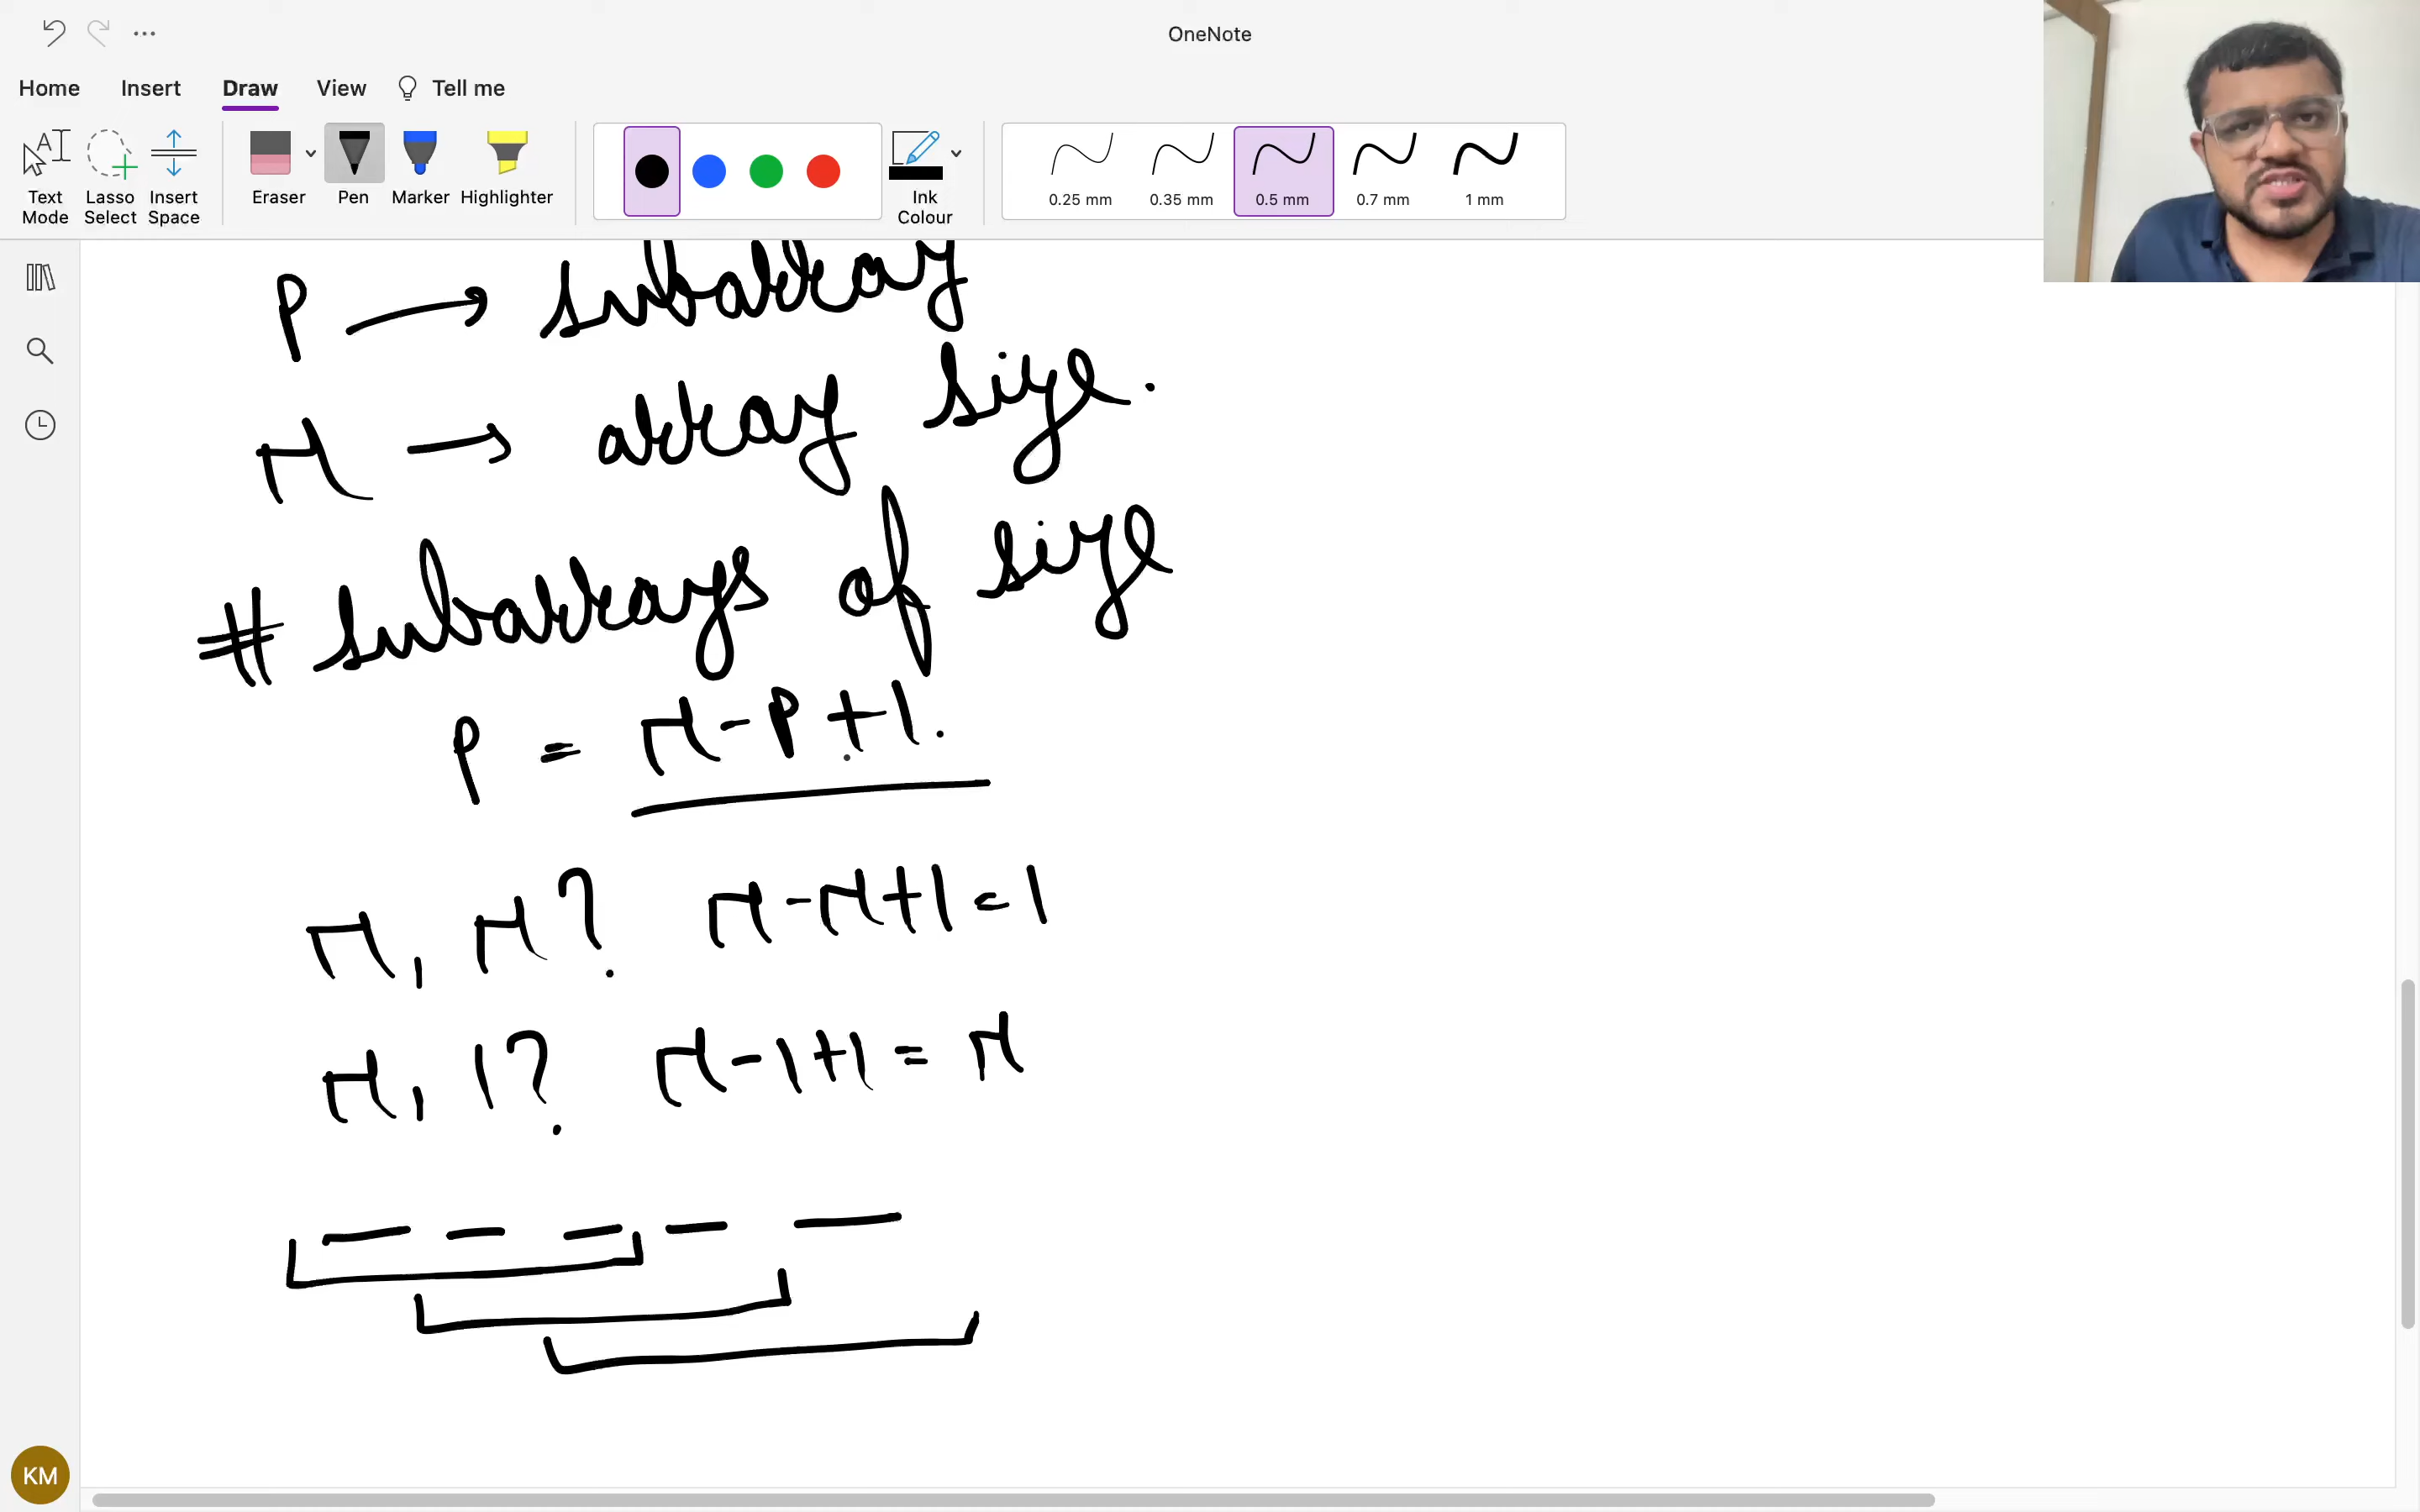 OneNote
Home Insert Draw View Tell me
Text Mode Lasso Select Insert Space Eraser Pen Marker Highlighter Ink Colour 0.25 mm 0.35 mm 0.5 mm 0.7 mm 1 mm
P → subarray
n → array size.
# subarrays of size
P = n-P+1.
n, n? n-n+1=1
n, 1? n-1+1= n
KM